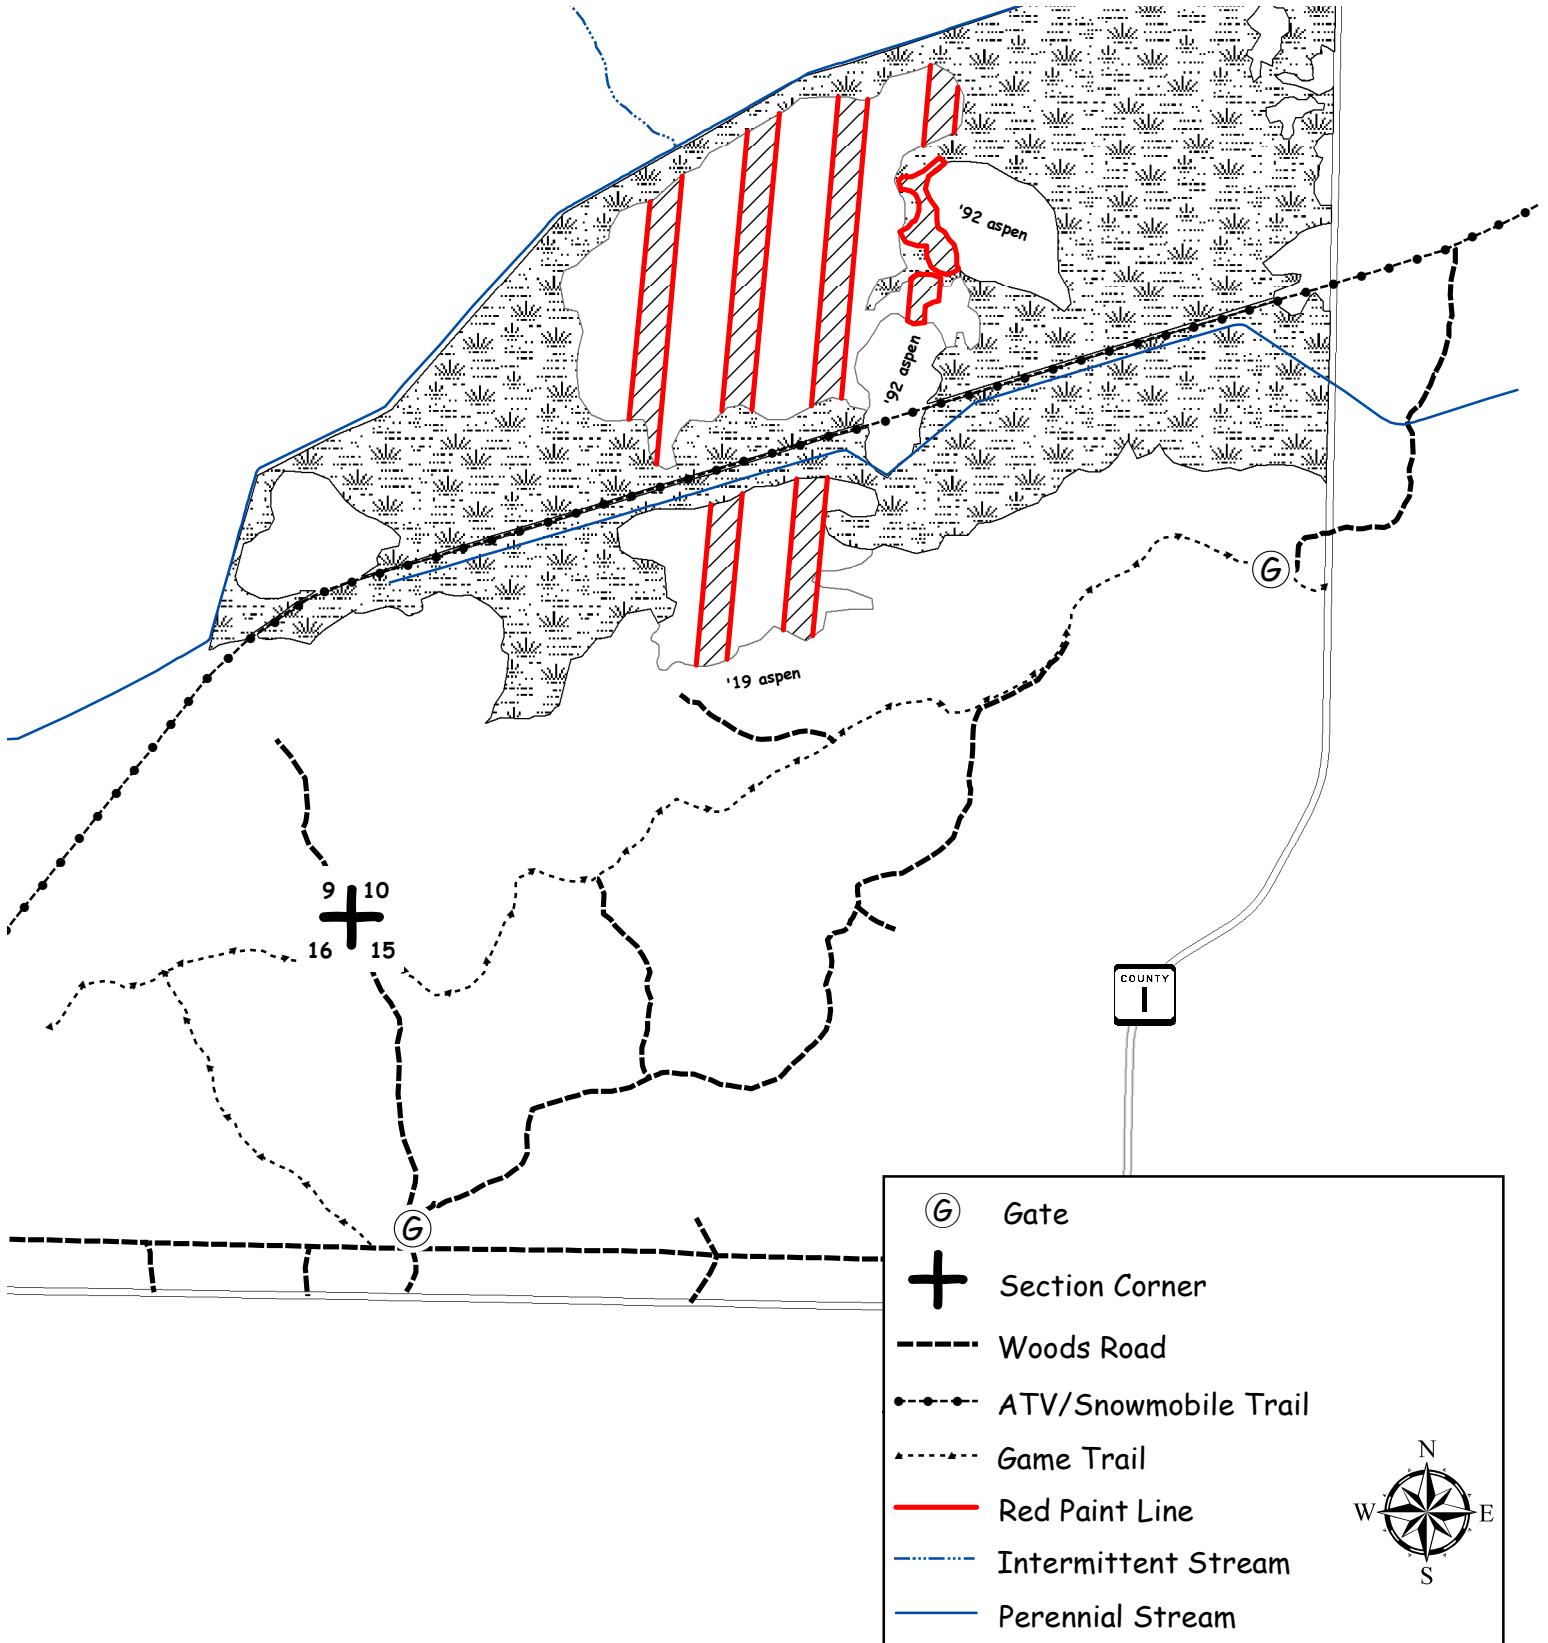 '92 aspen
'92 aspen
G
'19 aspen
9 10
16 15
COUNTY
I
G
G Gate
Section Corner
Woods Road
ATV/Snowmobile Trail
Game Trail
N
Red Paint Line
W E
Intermittent Stream
S
Perennial Stream